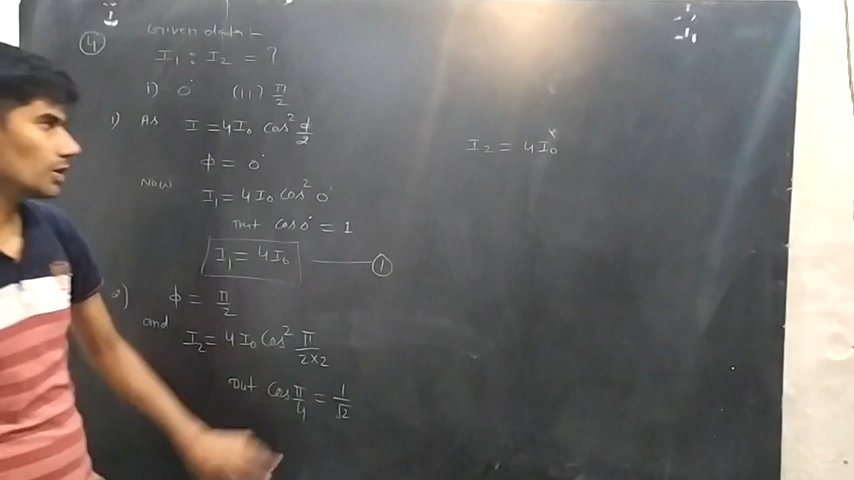 ④ Given data:-
I₁ : I₂ = ?
i) 0° (ii) π/2
1) As I = 4I₀ cos² ϕ/2
ϕ = 0°
Now I₁ = 4I₀ cos² 0°
But cos 0° = 1
I₁ = 4I₀ — ①
2) ϕ = π/2
and I₂ = 4I₀ cos² π/2×2
But cos π/4 = 1/√2
I₂ = 4I₀